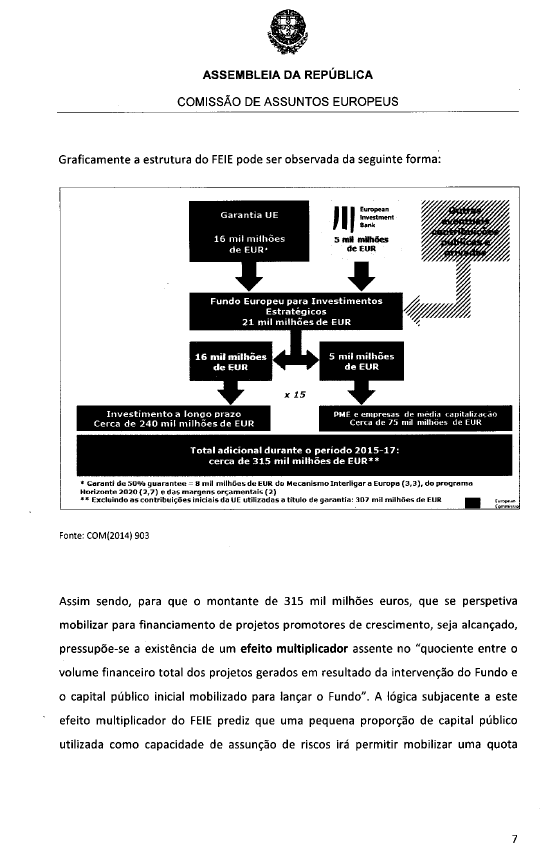 ASSEMBLEIA DA REPÚBLICA
COMISSÃO DE ASSUNTOS EUROPEUS
Graficamente a estrutura do FEIE pode ser observada da seguinte forma:
Garantia UE
16 mil milhões
de EUR*
European
Investment
Bank
5 mil milhões
de EUR
Outras
eventuais
contribuições
públicas e
privadas
Fundo Europeu para Investimentos
Estratégicos
21 mil milhões de EUR
16 mil milhões
de EUR
5 mil milhões
de EUR
x 15
Investimento a longo prazo
Cerca de 240 mil milhões de EUR
PME e empresas de média capitalização
Cerca de 75 mil milhões de EUR
Total adicional durante o período 2015-17:
cerca de 315 mil milhões de EUR**
* Garanti de 50% guarantee = 8 mil milhões de EUR do Mecanismo Interligar a Europa (3,3), do programa
Horizonte 2020 (2,7) e das margens orçamentais (2)
** Excluindo as contribuições iniciais da UE utilizadas a título de garantia: 307 mil milhões de EUR
European
Commission
Fonte: COM(2014) 903
Assim sendo, para que o montante de 315 mil milhões euros, que se perspetiva
mobilizar para financiamento de projetos promotores de crescimento, seja alcançado,
pressupõe-se a existência de um efeito multiplicador assente no "quociente entre o
volume financeiro total dos projetos gerados em resultado da intervenção do Fundo e
o capital público inicial mobilizado para lançar o Fundo". A lógica subjacente a este
efeito multiplicador do FEIE prediz que uma pequena proporção de capital público
utilizada como capacidade de assunção de riscos irá permitir mobilizar uma quota
7